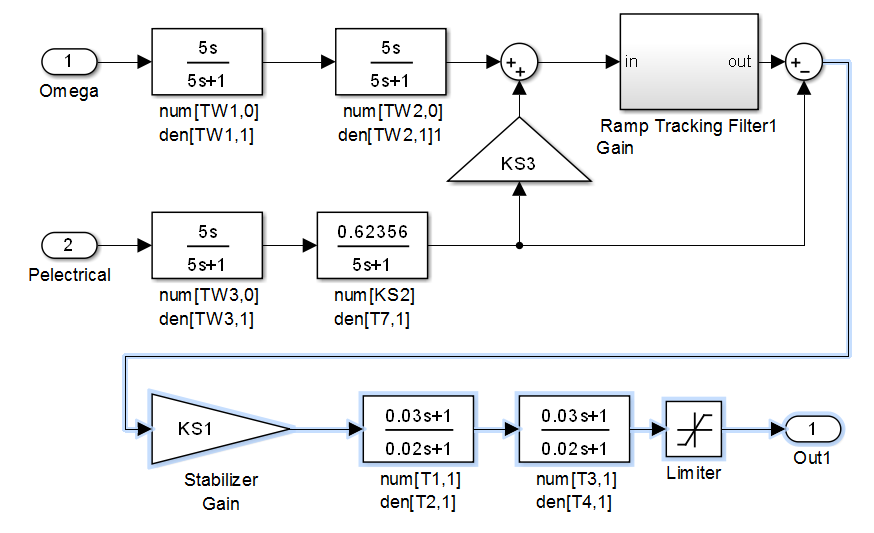 1
Omega
5s
5s+1
num[TW1,0]
den[TW1,1]
5s
5s+1
num[TW2,0]
den[TW2,1]1
+
+
KS3
in
out
Ramp Tracking Filter1
Gain
+
−
2
Pelectrical
5s
5s+1
num[TW3,0]
den[TW3,1]
0.62356
5s+1
num[KS2]
den[T7,1]
KS1
Stabilizer
Gain
0.03s+1
0.02s+1
num[T1,1]
den[T2,1]
0.03s+1
0.02s+1
num[T3,1]
den[T4,1]
Limiter
1
Out1